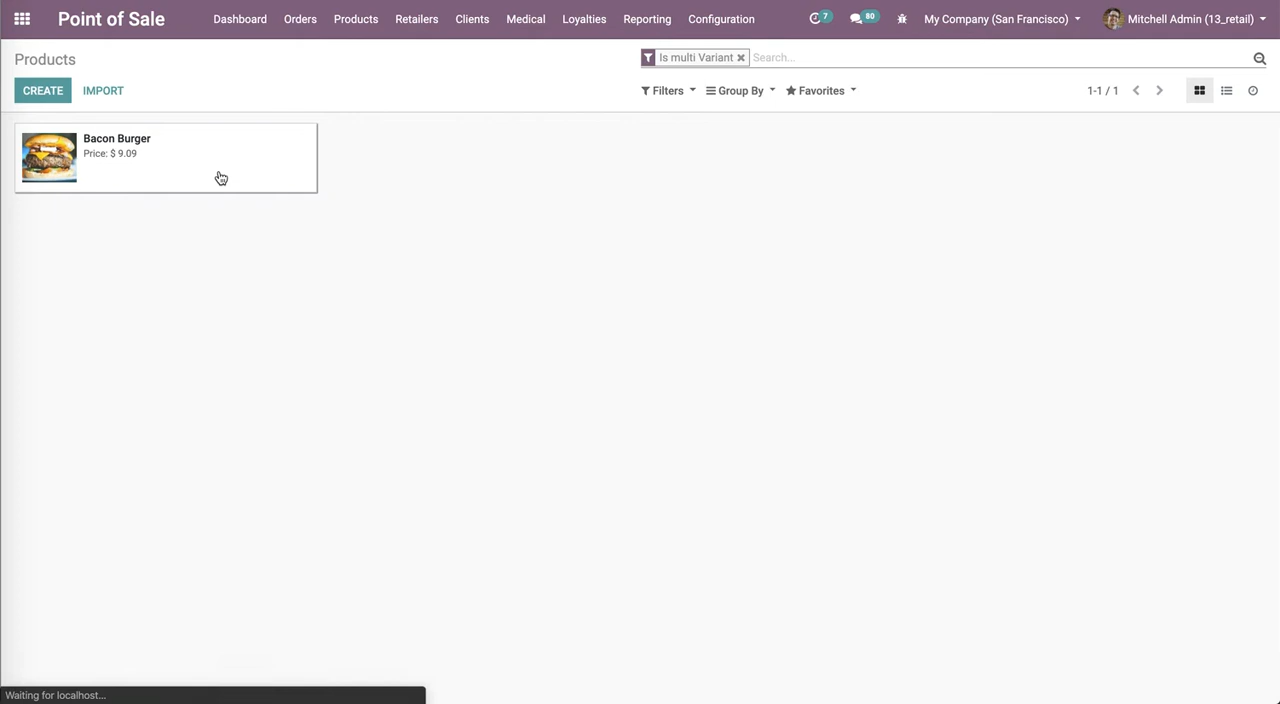 Point of Sale Dashboard Orders Products Retailers Clients Medical Loyalties Reporting Configuration 7 80 My Company (San Francisco) Mitchell Admin (13_retail)
Products Is multi Variant Search...
CREATE IMPORT Filters Group By Favorites 1-1 / 1
Bacon Burger
Price: $ 9.09
Waiting for localhost...